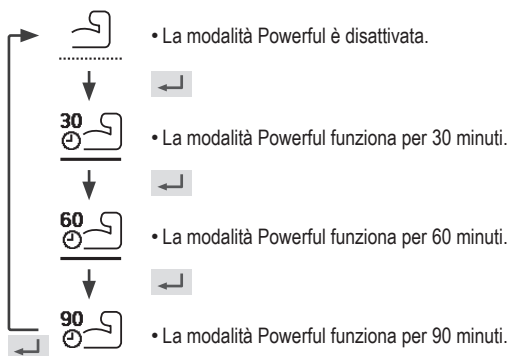 • La modalità Powerful è disattivata.
30
• La modalità Powerful funziona per 30 minuti.
60
• La modalità Powerful funziona per 60 minuti.
90
• La modalità Powerful funziona per 90 minuti.